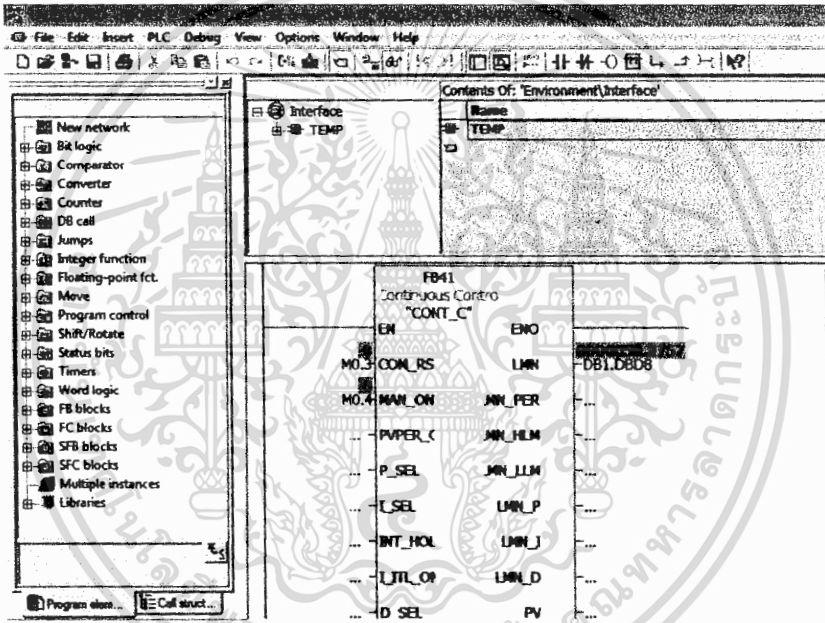 File Edit Insert PLC Debug View Options Window Help
Contents Of: 'Environment\Interface'
Interface
TEMP
Name
TEMP
New network
Bit logic
Comparator
Converter
Counter
DB call
Jumps
Integer function
Floating-point fct.
Move
Program control
Shift/Rotate
Status bits
Timers
Word logic
FB blocks
FC blocks
SFB blocks
SFC blocks
Multiple instances
Libraries
Program elem... Call struct...
FB41
Continuous Contro
"CONT_C"
EN ENO
M0.3 COM_RS LMN DB1.DBD8
M0.4 MAN_ON LMN_PER ...
... PVPER_O LMN_HLM ...
... P_SEL LMN_LLM ...
... I_SEL LMN_P ...
... INT_HOL LMN_I ...
... I_ITL_ON LMN_D ...
... D_SEL PV ...